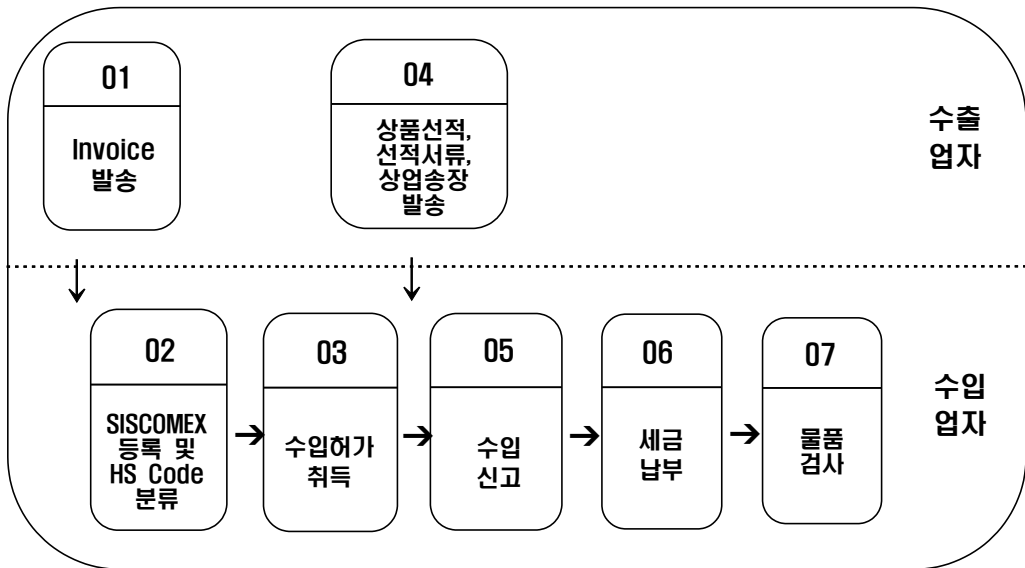 01
Invoice
발송
04
상품선적,
선적서류,
상업송장
발송
수출
업자
02
SISCOMEX
등록 및
HS Code
분류
03
수입허가
취득
05
수입
신고
06
세금
납부
07
물품
검사
수입
업자